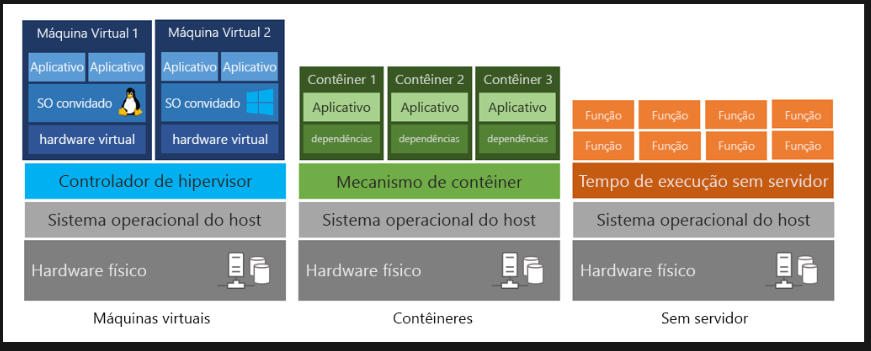 Máquina Virtual 1
Aplicativo Aplicativo
SO convidado
hardware virtual
Máquina Virtual 2
Aplicativo Aplicativo
SO convidado
hardware virtual
Controlador de hipervisor
Sistema operacional do host
Hardware físico
Máquinas virtuais
Contêiner 1
Aplicativo
dependências
Contêiner 2
Aplicativo
dependências
Contêiner 3
Aplicativo
dependências
Mecanismo de contêiner
Sistema operacional do host
Hardware físico
Contêineres
Função Função Função Função
Função Função Função Função
Tempo de execução sem servidor
Sistema operacional do host
Hardware físico
Sem servidor